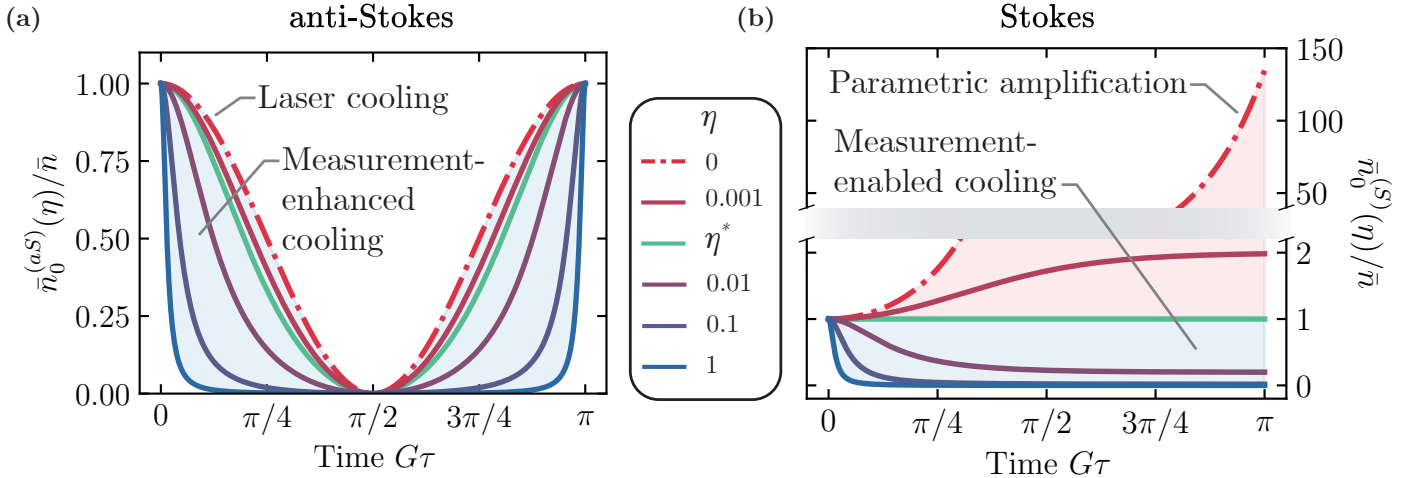 (a)
anti-Stokes
n̄₀⁽ᵃˢ⁾(η)/n̄
1.00
0.75
0.50
0.25
0.00
Laser cooling
Measurement-
enhanced
cooling
0
π/4
π/2
3π/4
π
Time Gτ
η
0
0.001
η*
0.01
0.1
1
(b)
Stokes
Parametric amplification
Measurement-
enabled cooling
150
100
50
2
1
0
n̄₀⁽ˢ⁾(η)/n̄
0
π/4
π/2
3π/4
π
Time Gτ